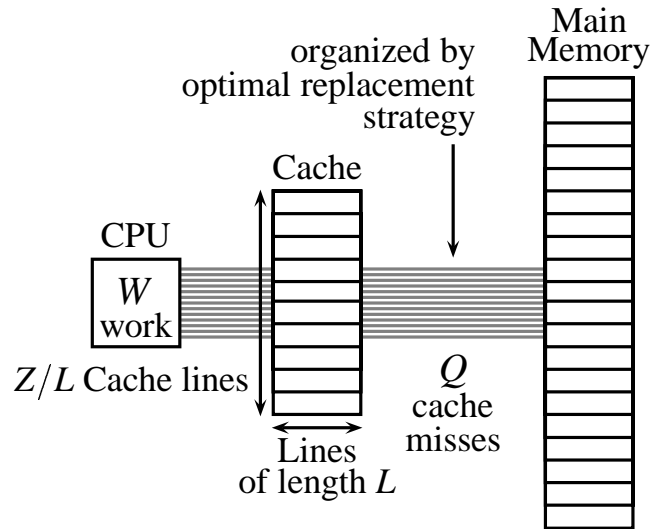 Main
Memory
organized by
optimal replacement
strategy
Cache
CPU
W
work
Z/L Cache lines
Q
cache
misses
Lines
of length L